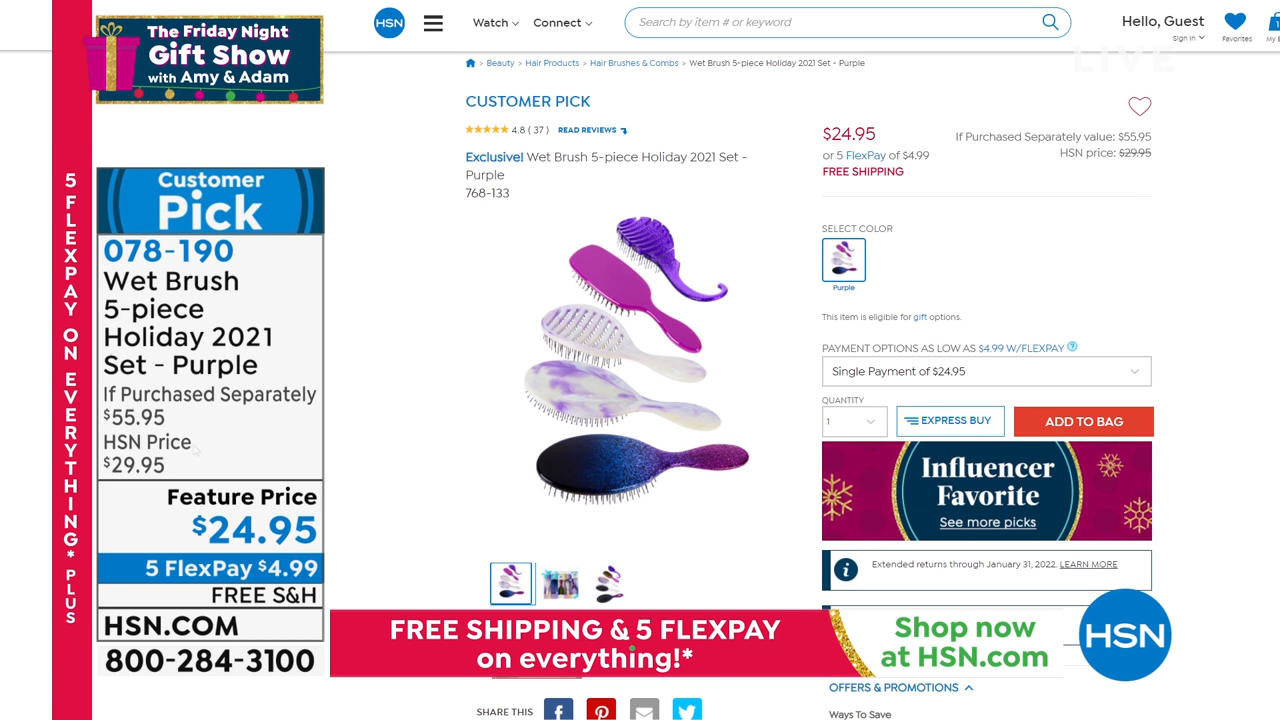 The Friday Night
Gift Show
with Amy & Adam
5 FLEXPAY ON EVERYTHING!* PLUS
Customer
Pick
078-190
Wet Brush
5-piece
Holiday 2021
Set - Purple
If Purchased Separately
$55.95
HSN Price
$29.95
Feature Price
$24.95
5 FlexPay $4.99
FREE S&H
HSN.COM
800-284-3100
HSN
Watch
Connect
Search by item # or keyword
Hello, Guest
Sign In
Favorites
LIVE
> Beauty > Hair Products > Hair Brushes & Combs > Wet Brush 5-piece Holiday 2021 Set - Purple
CUSTOMER PICK
4.8 ( 37 ) READ REVIEWS
Exclusive! Wet Brush 5-piece Holiday 2021 Set -
Purple
768-133
$24.95
or 5 FlexPay of $4.99
FREE SHIPPING
If Purchased Separately value: $55.95
HSN price: $29.95
SELECT COLOR
Purple
This item is eligible for gift options.
PAYMENT OPTIONS AS LOW AS $4.99 W/FLEXPAY ?
Single Payment of $24.95
QUANTITY
1
EXPRESS BUY
ADD TO BAG
Influencer
Favorite
See more picks
Extended returns through January 31, 2022. LEARN MORE
FREE SHIPPING & 5 FLEXPAY
on everything!*
Shop now
at HSN.com
HSN
OFFERS & PROMOTIONS
Ways To Save
SHARE THIS